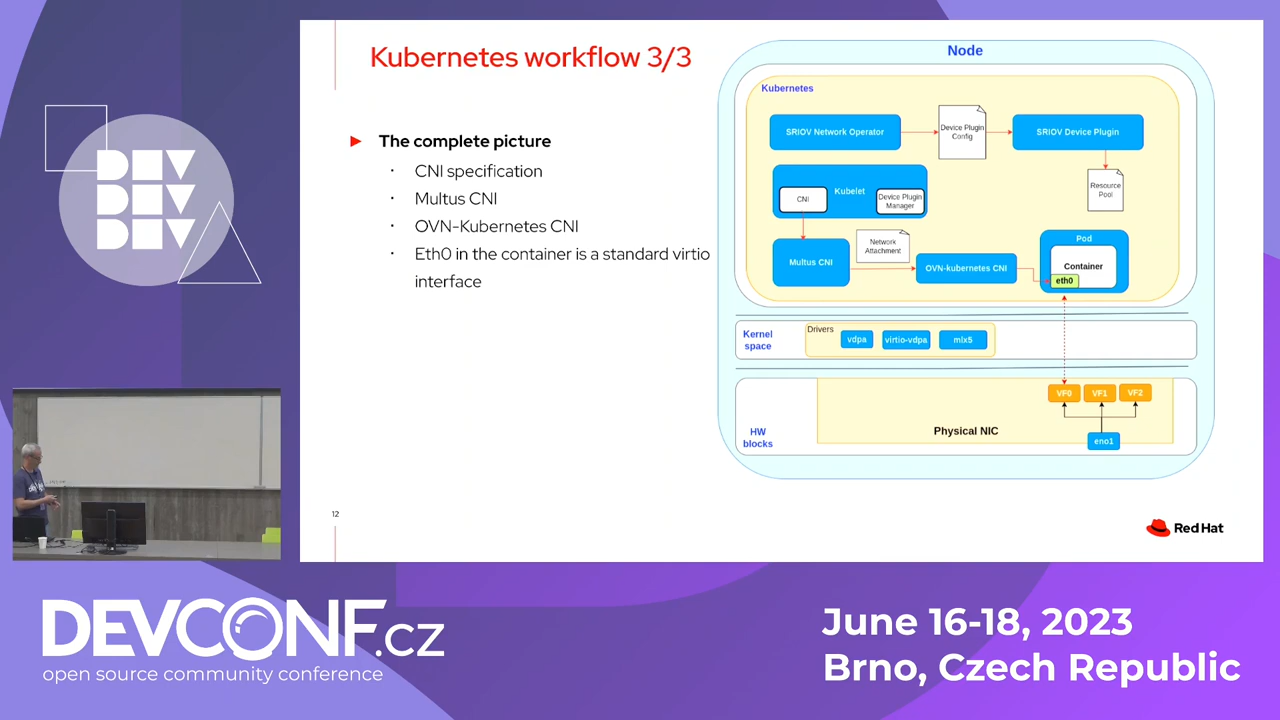 Kubernetes workflow 3/3
The complete picture
CNI specification
Multus CNI
OVN-Kubernetes CNI
Eth0 in the container is a standard virtio
interface
12
Node
Kubernetes
SRIOV Network Operator
Device Plugin
Config
SRIOV Device Plugin
Resource
Pool
Kubelet
CNI
Device Plugin
Manager
Multus CNI
Network
Attachment
OVN-kubernetes CNI
Pod
Container
eth0
Kernel
space
Drivers
vdpa
virtio-vdpa
mlx5
HW
blocks
Physical NIC
VF0
VF1
VF2
eno1
Red Hat
DEV
DEV
DEV
DEVCONF.cz
open source community conference
June 16-18, 2023
Brno, Czech Republic